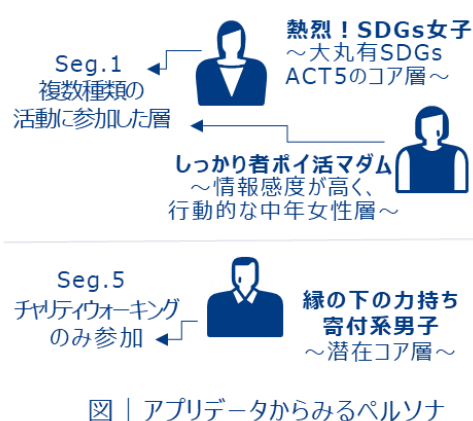 熱烈！SDGs女子
～大丸有SDGs
ACT5のコア層～
Seg.1
複数種類の
活動に参加した層
しっかり者ポイ活マダム
～情報感度が高く、
行動的な中年女性層～
Seg.5
チャリティウォーキング
のみ参加
縁の下の力持ち
寄付系男子
～潜在コア層～
図｜アプリデータからみるペルソナ